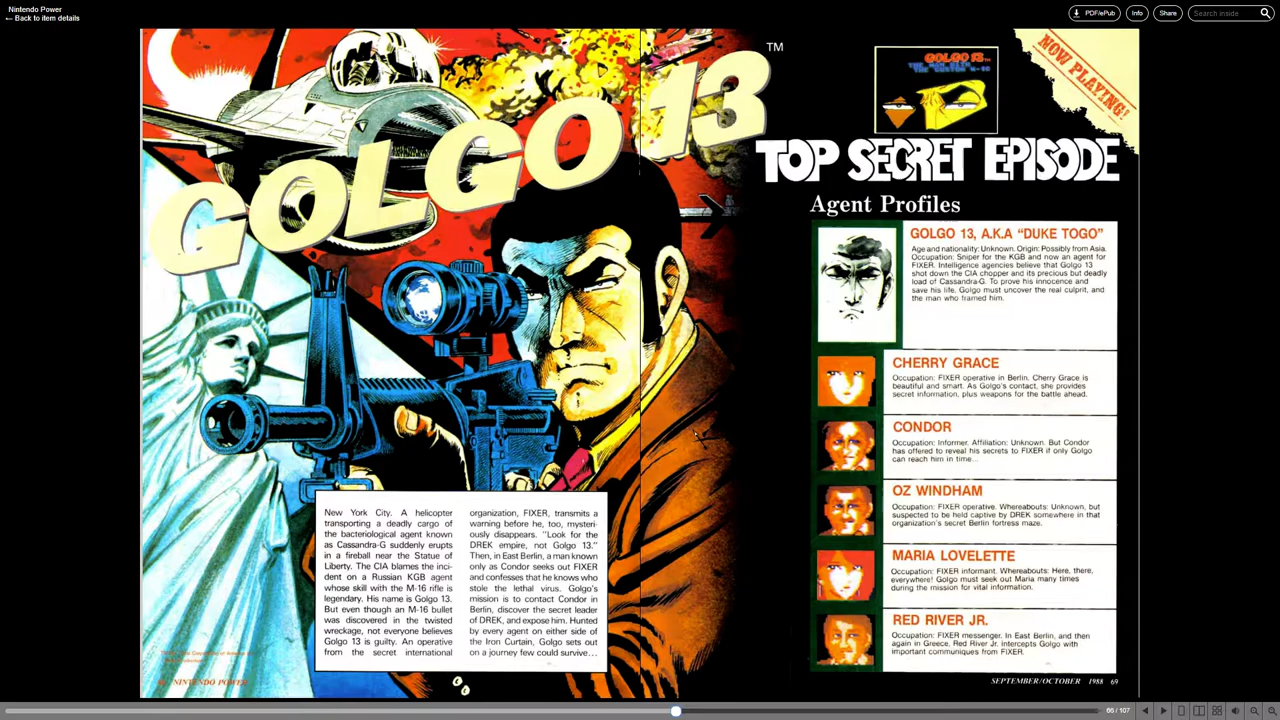 Nintendo Power
← Back to item details
PDF/ePub
Info
Share
Search inside
GOLGO 13
TM
GOLGO 13
THE MAN WITH
THE CUSTOM M-16
NOW PLAYING!
TOP SECRET EPISODE
Agent Profiles
GOLGO 13, A.K.A "DUKE TOGO"
Age and nationality: Unknown. Origin: Possibly from Asia.
Occupation: Sniper for the KGB and now an agent for
FIXER. Intelligence agencies believe that Golgo 13
shot down the CIA chopper and its precious but deadly
load of Cassandra-G. To prove his innocence and
save his life, Golgo must uncover the real culprit, and
the man who framed him.
CHERRY GRACE
Occupation: FIXER operative in Berlin. Cherry Grace is
beautiful and smart. As Golgo's contact, she provides
secret information, plus weapons for the battle ahead.
CONDOR
Occupation: Informer. Affiliation: Unknown. But Condor
has offered to reveal his secrets to FIXER if only Golgo
can reach him in time...
OZ WINDHAM
Occupation: FIXER operative. Whereabouts: Unknown, but
suspected to be held captive by DREK somewhere in that
organization's secret Berlin fortress maze.
MARIA LOVELETTE
Occupation: FIXER informant. Whereabouts: Here, there,
everywhere! Golgo must seek out Maria many times
during the mission for vital information.
RED RIVER JR.
Occupation: FIXER messenger. In East Berlin, and then
again in Greece, Red River Jr. intercepts Golgo with
important communiques from FIXER.
New York City. A helicopter
transporting a deadly cargo of
the bacteriological agent known
as Cassandra-G suddenly erupts
in a fireball near the Statue of
Liberty. The CIA blames the inci-
dent on a Russian KGB agent
whose skill with the M-16 rifle is
legendary. His name is Golgo 13.
But even though an M-16 bullet
was discovered in the twisted
wreckage, not everyone believes
Golgo 13 is guilty. An operative
from the secret international
organization, FIXER, transmits a
warning before he, too, mysteri-
ously disappears. "Look for the
DREK empire, not Golgo 13."
Then, in East Berlin, a man known
only as Condor seeks out FIXER
and confesses that he knows who
stole the lethal virus. Golgo's
mission is to contact Condor in
Berlin, discover the secret leader
of DREK, and expose him. Hunted
by every agent on either side of
the Iron Curtain, Golgo sets out
on a journey few could survive...
NINTENDO POWER
SEPTEMBER/OCTOBER 1988 69
66 / 107